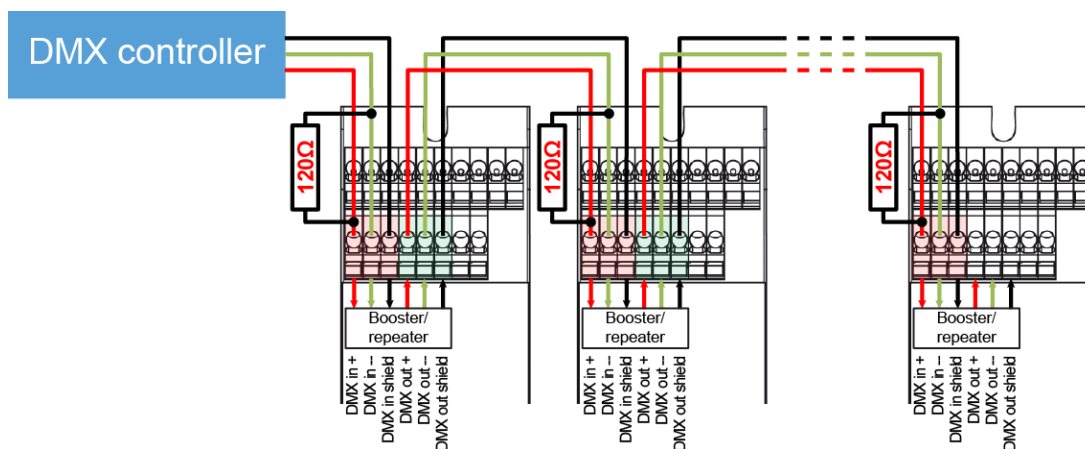 DMX controller
120Ω
120Ω
120Ω
Booster/
repeater
Booster/
repeater
Booster/
repeater
DMX in +
DMX in --
DMX in shield
DMX out +
DMX out --
DMX out shield
DMX in +
DMX in --
DMX in shield
DMX out +
DMX out --
DMX out shield
DMX in +
DMX in --
DMX in shield
DMX out +
DMX out --
DMX out shield